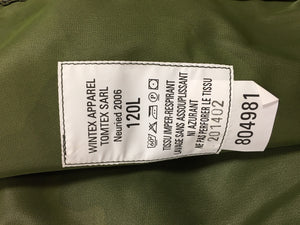 WINTEX APPAREL
TOMTEX SARL
Neuried 2006
120L
TISSU IMPER-RESPIRANT
LAVAGE SANS ASSOUPLISSANT
NI AZURANT
NE PAS PERFORER LE TISSU
201402
804981